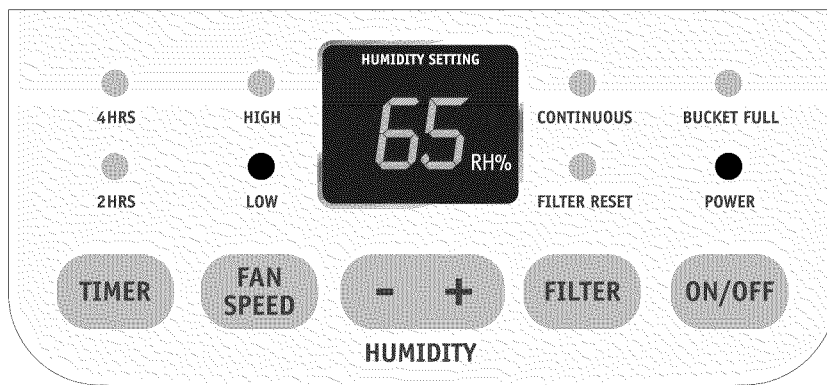 HUMIDITY SETTING
65 RH%
4HRS HIGH CONTINUOUS BUCKET FULL
2HRS LOW FILTER RESET POWER
TIMER FAN SPEED - + FILTER ON/OFF
HUMIDITY